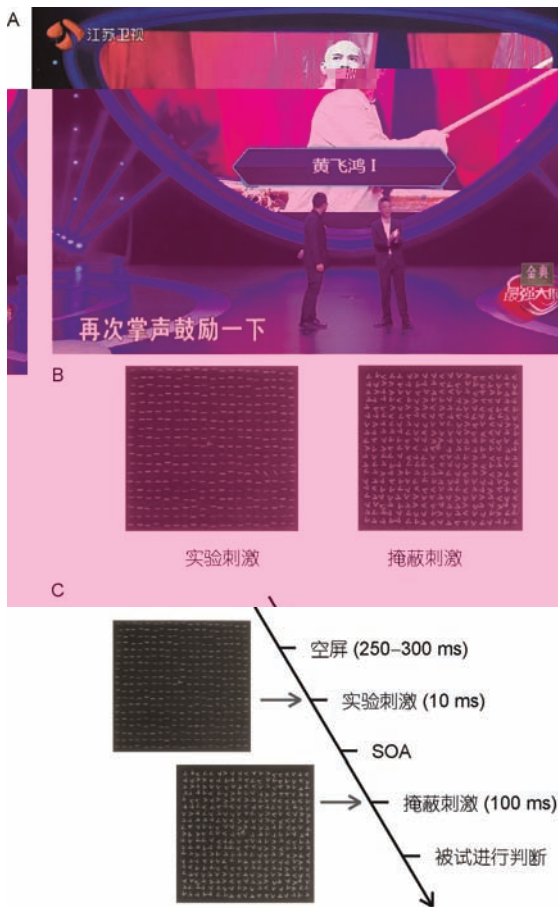 A
江苏卫视
黄飞鸿 I
金典
最强大脑
再次掌声鼓励一下
B
实验刺激
掩蔽刺激
C
空屏 (250–300 ms)
实验刺激 (10 ms)
SOA
掩蔽刺激 (100 ms)
被试进行判断